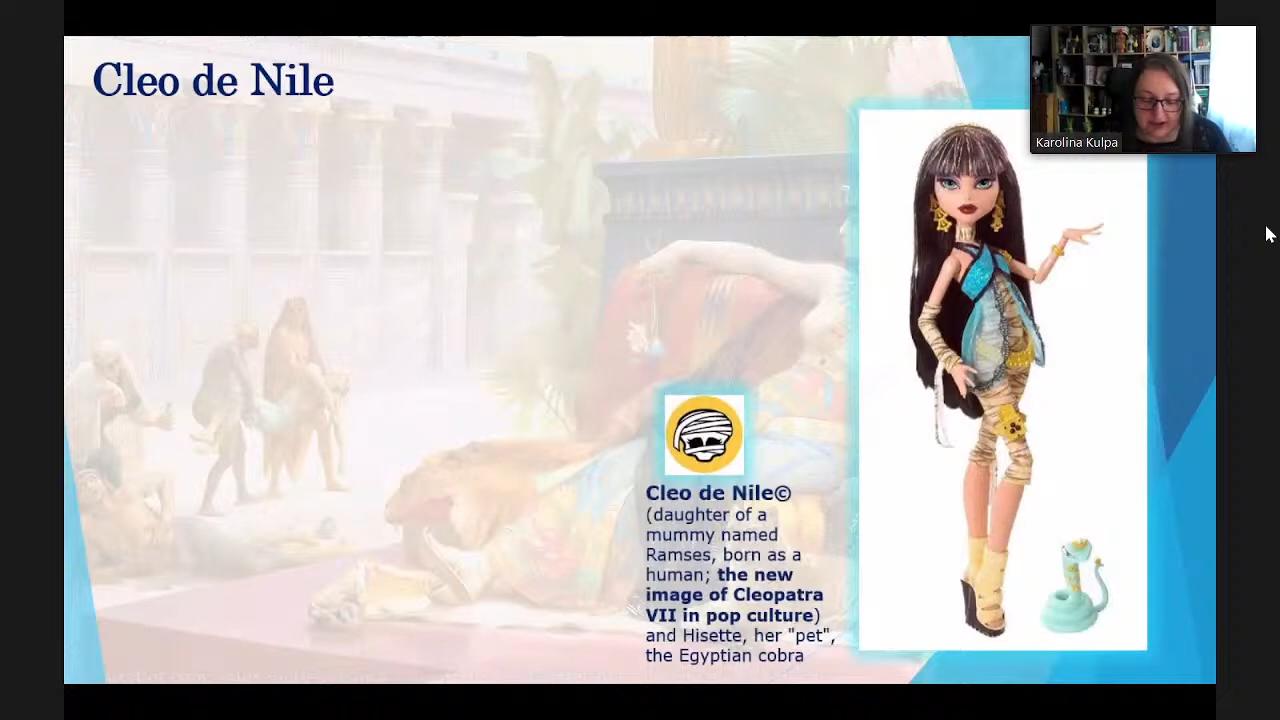 Cleo de Nile
Karolina Kulpa
Cleo de Nile©
(daughter of a
mummy named
Ramses, born as a
human; the new
image of Cleopatra
VII in pop culture)
and Hisette, her "pet",
the Egyptian cobra